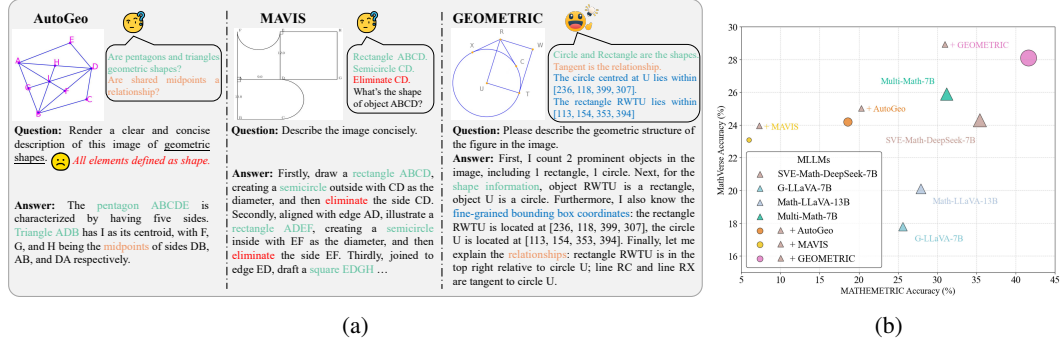 AutoGeo
Are pentagons and triangles
geometric shapes?
Are shared midpoints a
relationship?
Question: Render a clear and concise
description of this image of geometric
shapes. All elements defined as shape.
Answer: The pentagon ABCDE is
characterized by having five sides.
Triangle ADB has I as its centroid, with F,
G, and H being the midpoints of sides DB,
AB, and DA respectively.
MAVIS
Rectangle ABCD.
Semicircle CD.
Eliminate CD.
What's the shape
of object ABCD?
Question: Describe the image concisely.
Answer: Firstly, draw a rectangle ABCD,
creating a semicircle outside with CD as the
diameter, and then eliminate the side CD.
Secondly, aligned with edge AD, illustrate a
rectangle ADEF, creating a semicircle
inside with EF as the diameter, and then
eliminate the side EF. Thirdly, joined to
edge ED, draft a square EDGH …
GEOMETRIC
Circle and Rectangle are the shapes.
Tangent is the relationship.
The circle centred at U lies within
[236, 118, 399, 307].
The rectangle RWTU lies within
[113, 154, 353, 394]
R
X
W
C
U
T
Question: Please describe the geometric structure of
the figure in the image.
Answer: First, I count 2 prominent objects in the
image, including 1 rectangle, 1 circle. Next, for the
shape information, object RWTU is a rectangle,
object U is a circle. Furthermore, I also know the
fine-grained bounding box coordinates: the rectangle
RWTU is located at [236, 118, 399, 307], the circle
U is located at [113, 154, 353, 394]. Finally, let me
explain the relationships: rectangle RWTU is in the
top right relative to circle U; line RC and line RX
are tangent to circle U.
(a)
MathVerse Accuracy (%)
30
28
26
24
22
20
18
16
+ GEOMETRIC
Multi-Math-7B
+ AutoGeo
+ MAVIS
SVE-Math-DeepSeek-7B
Math-LLaVA-13B
G-LLaVA-7B
MLLMs
SVE-Math-DeepSeek-7B
G-LLaVA-7B
Math-LLaVA-13B
Multi-Math-7B
+ AutoGeo
+ MAVIS
+ GEOMETRIC
5 10 15 20 25 30 35 40 45
MATHEMETRIC Accuracy (%)
(b)